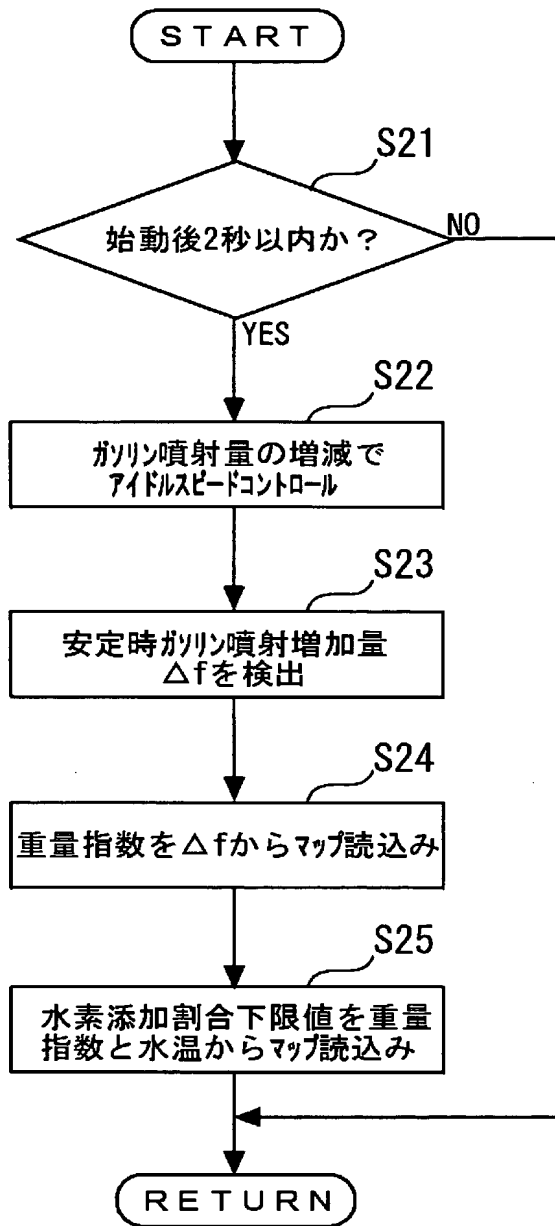 START
S21
始動後2秒以内か？
NO
YES
S22
ガソリン噴射量の増減で
アイドルスピードコントロール
S23
安定時ガソリン噴射増加量
△fを検出
S24
重量指数を△fからマップ読込み
S25
水素添加割合下限値を重量
指数と水温からマップ読込み
RETURN